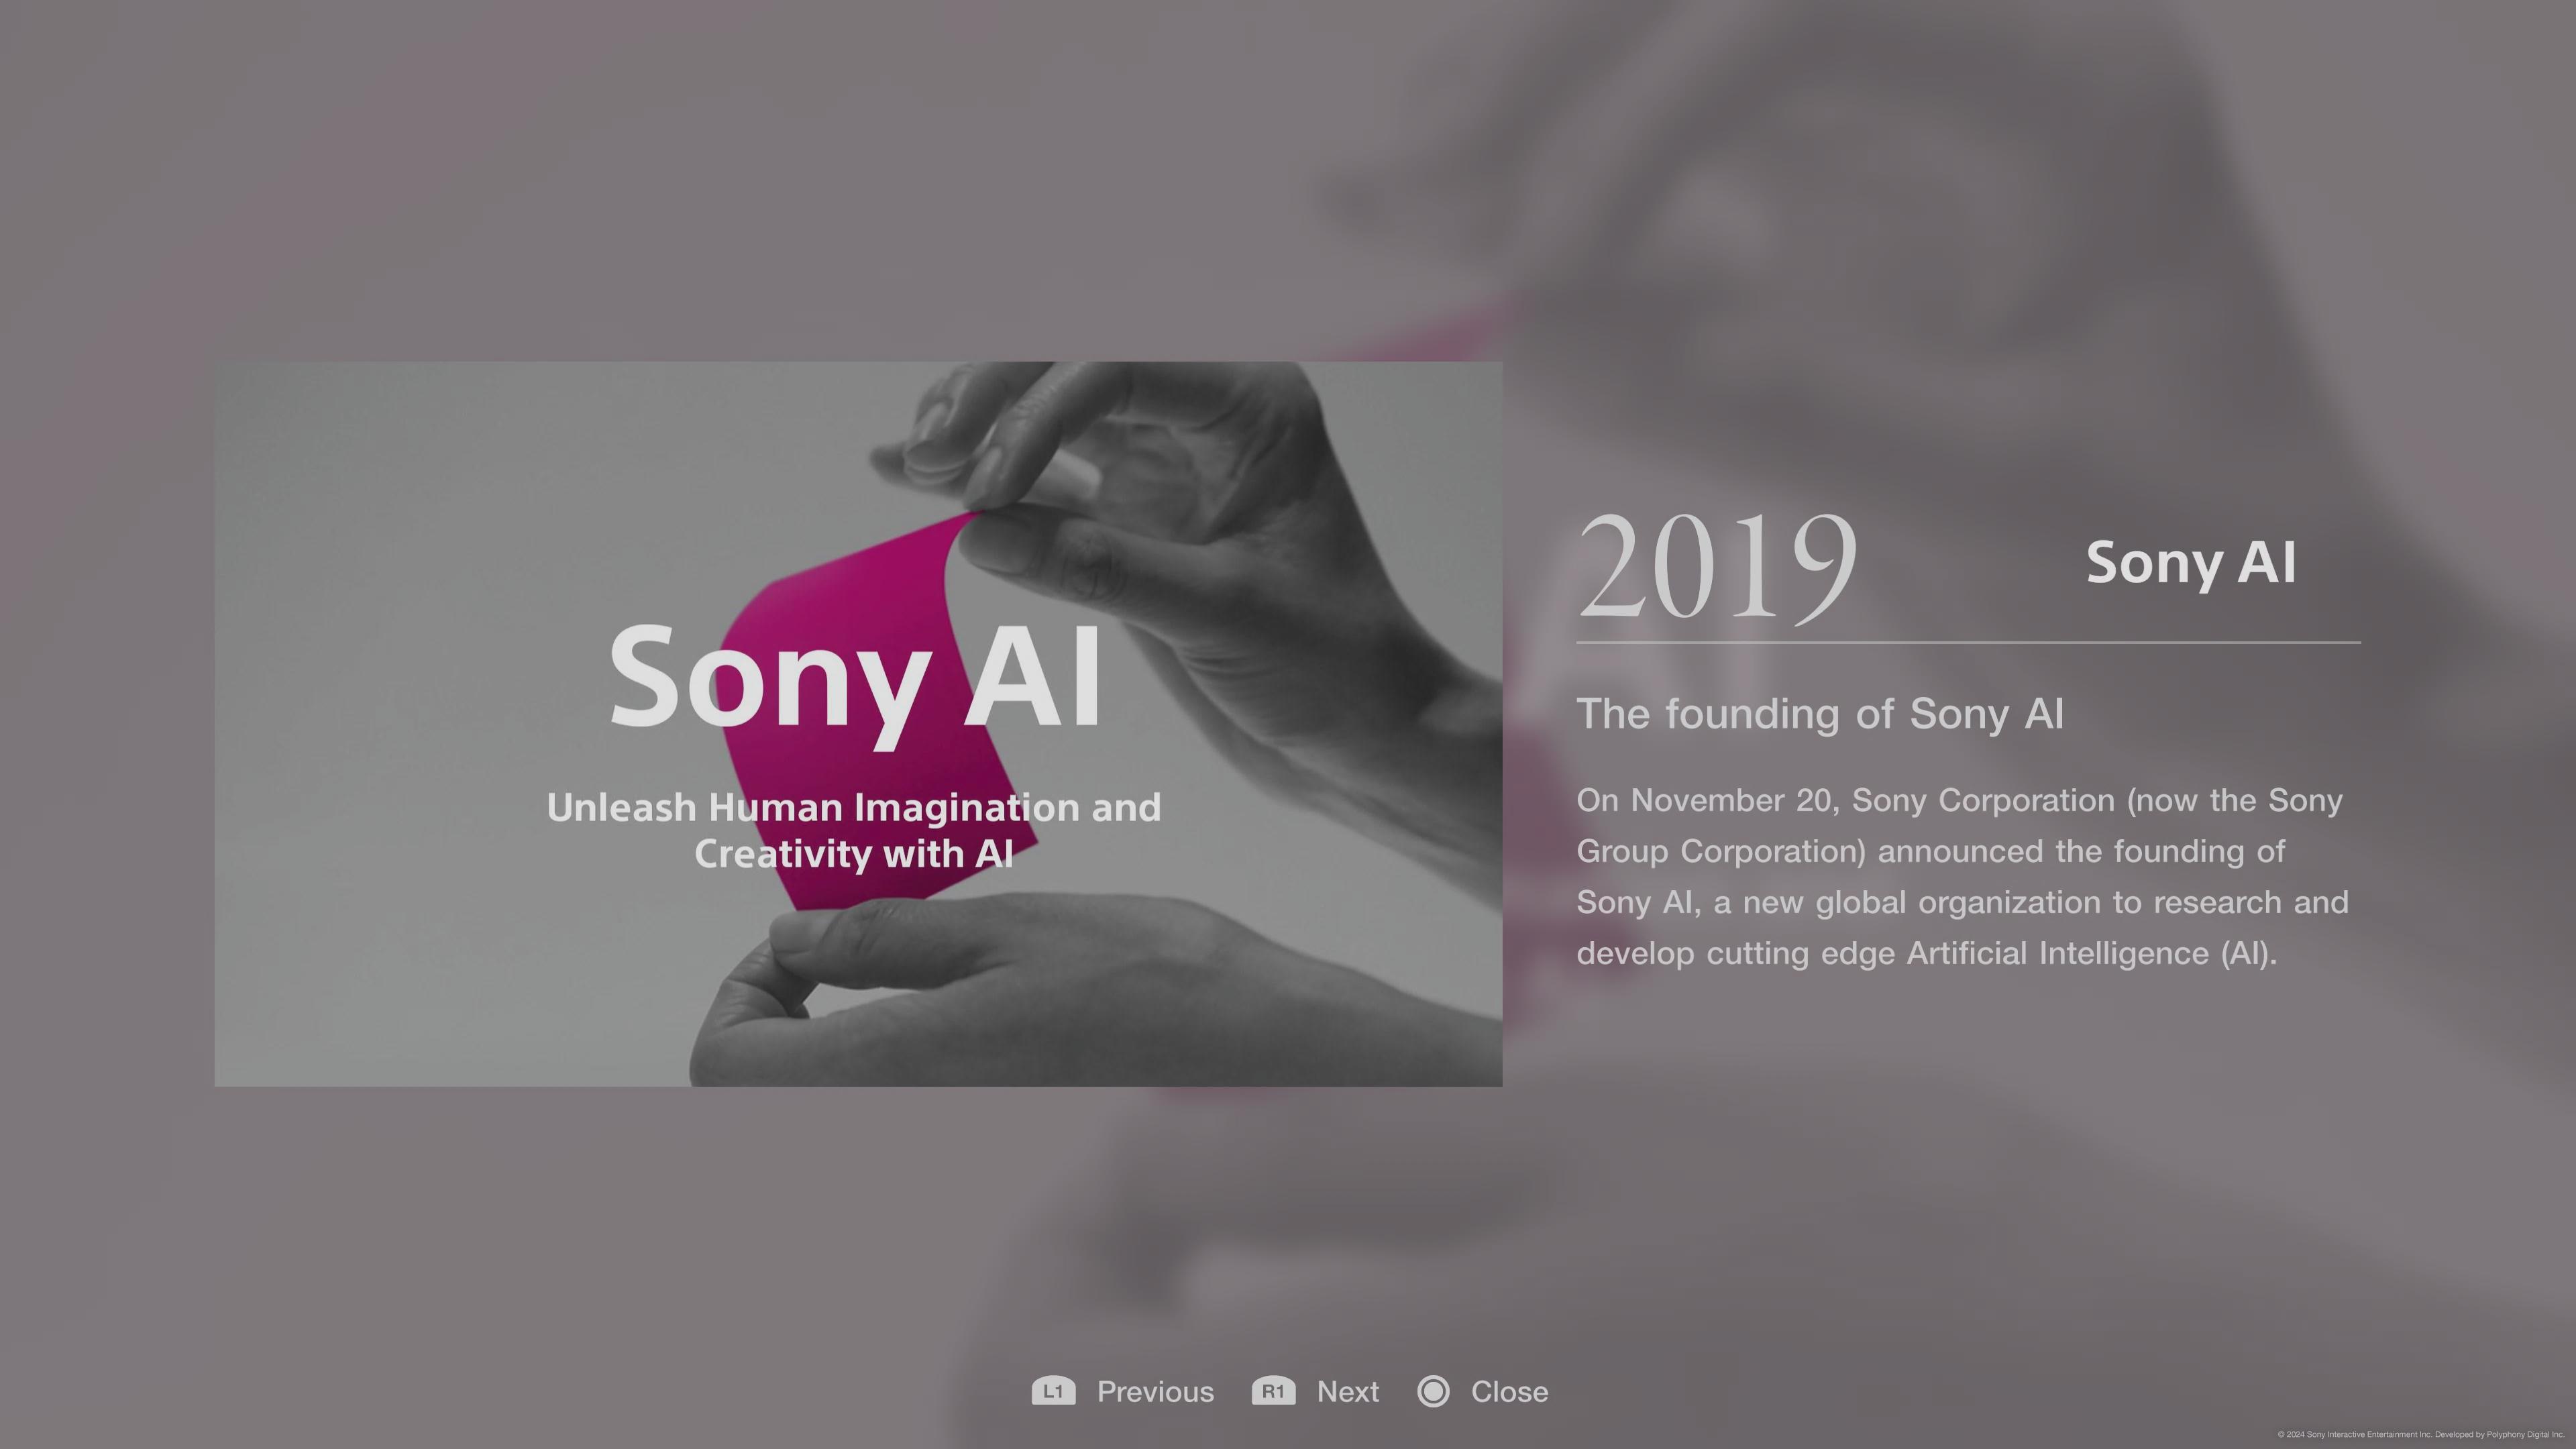 Sony AI
Unleash Human Imagination and
Creativity with AI
2019
Sony AI
The founding of Sony AI
On November 20, Sony Corporation (now the Sony
Group Corporation) announced the founding of
Sony AI, a new global organization to research and
develop cutting edge Artificial Intelligence (AI).
L1 Previous R1 Next Close
© 2024 Sony Interactive Entertainment Inc. Developed by Polyphony Digital Inc.